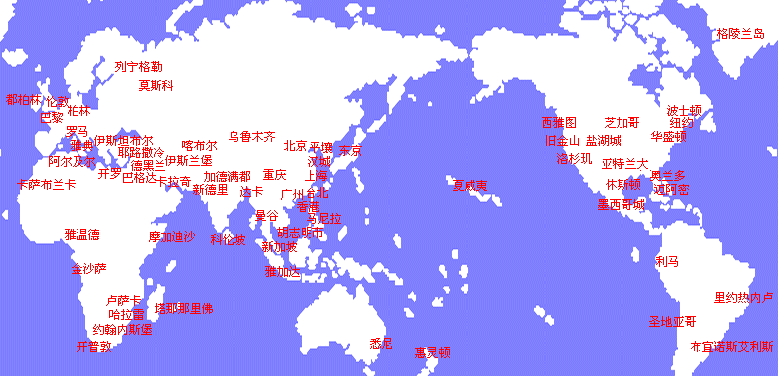 格陵兰岛
列宁格勒
莫斯科
都柏林
伦敦
柏林
巴黎
波士顿
西雅图
芝加哥
纽约
罗马
乌鲁木齐
华盛顿
伊斯坦布尔
雅典
喀布尔
北京
平壤
旧金山
盐湖城
耶路撒冷
东京
阿尔及尔
伊斯兰堡
汉城
洛杉矶
亚特兰大
德黑兰
开罗
巴格达
卡拉奇
加德满都
重庆
上海
奥兰多
卡萨布兰卡
新德里
达卡
广州
台北
夏威夷
休斯顿
迈阿密
香港
墨西哥城
曼谷
马尼拉
雅温德
摩加迪沙
科伦坡
胡志明市
新加坡
利马
金沙萨
雅加达
卢萨卡
塔那那里佛
里约热内卢
哈拉雷
圣地亚哥
约翰内斯堡
开普敦
悉尼
惠灵顿
布宜诺斯艾利斯